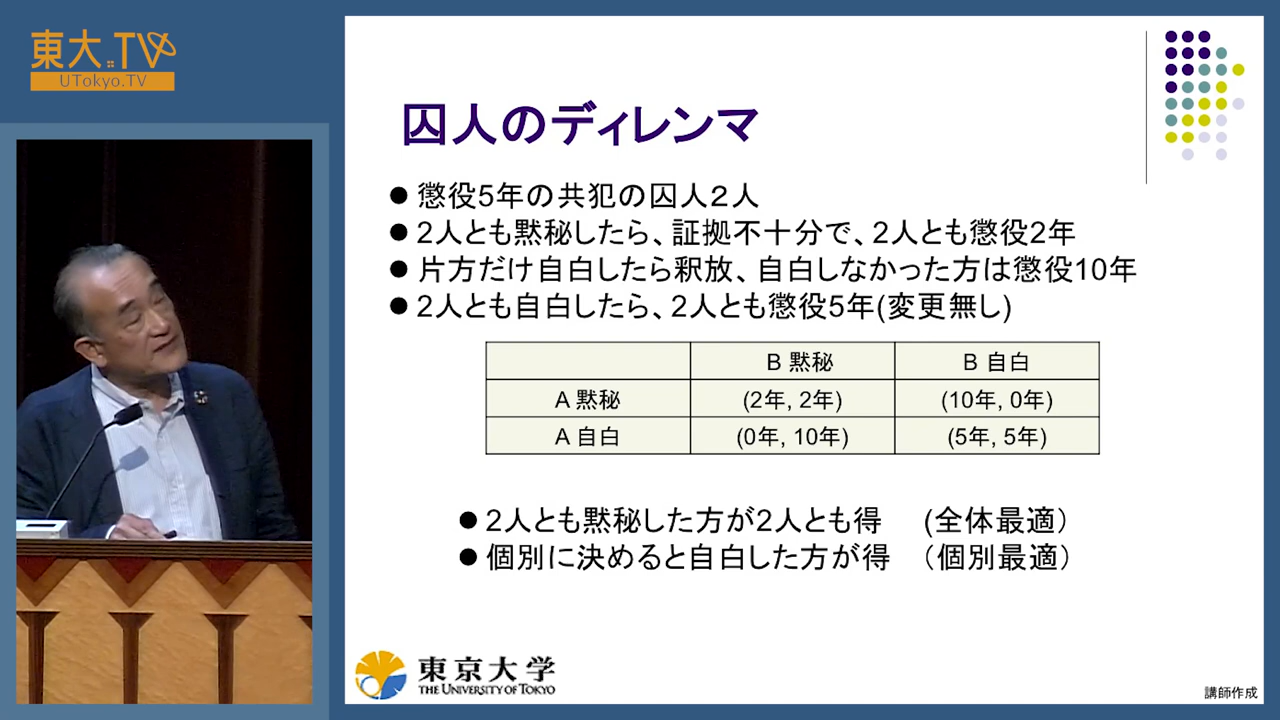 東大.TV
UTokyo.TV
囚人のディレンマ
● 懲役5年の共犯の囚人2人
● 2人とも黙秘したら、証拠不十分で、2人とも懲役2年
● 片方だけ自白したら釈放、自白しなかった方は懲役10年
● 2人とも自白したら、2人とも懲役5年(変更無し)
B 黙秘 B 自白
A 黙秘 (2年, 2年) (10年, 0年)
A 自白 (0年, 10年) (5年, 5年)
● 2人とも黙秘した方が2人とも得 (全体最適)
● 個別に決めると自白した方が得 (個別最適)
東京大学
THE UNIVERSITY OF TOKYO
講師作成